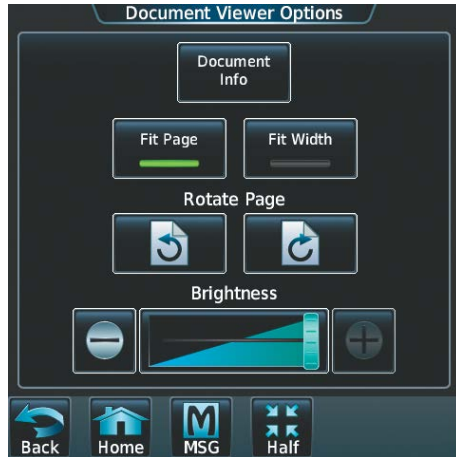 Document Viewer Options
Document
Info
Fit Page
Fit Width
Rotate Page
Brightness
Back
Home
M
MSG
Half